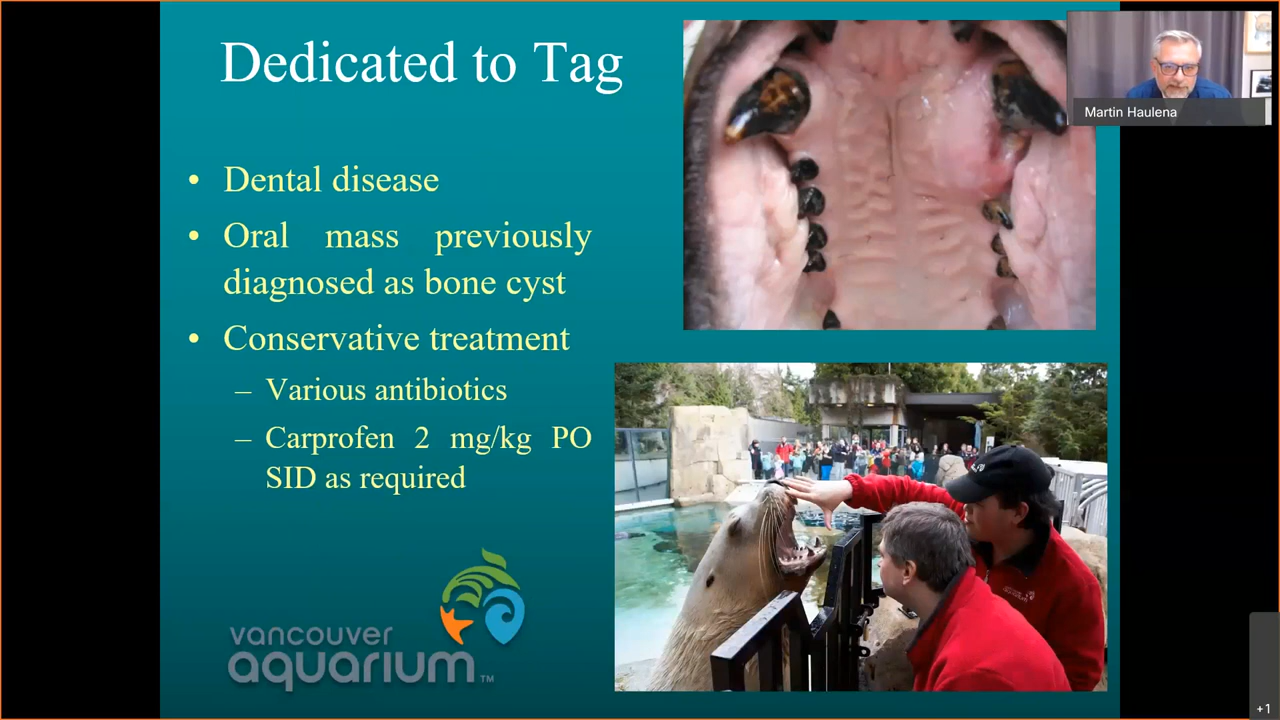 Dedicated to Tag
Martin Haulena
• Dental disease
• Oral mass previously
diagnosed as bone cyst
• Conservative treatment
– Various antibiotics
– Carprofen 2 mg/kg PO
SID as required
vancouver
aquarium™
+1